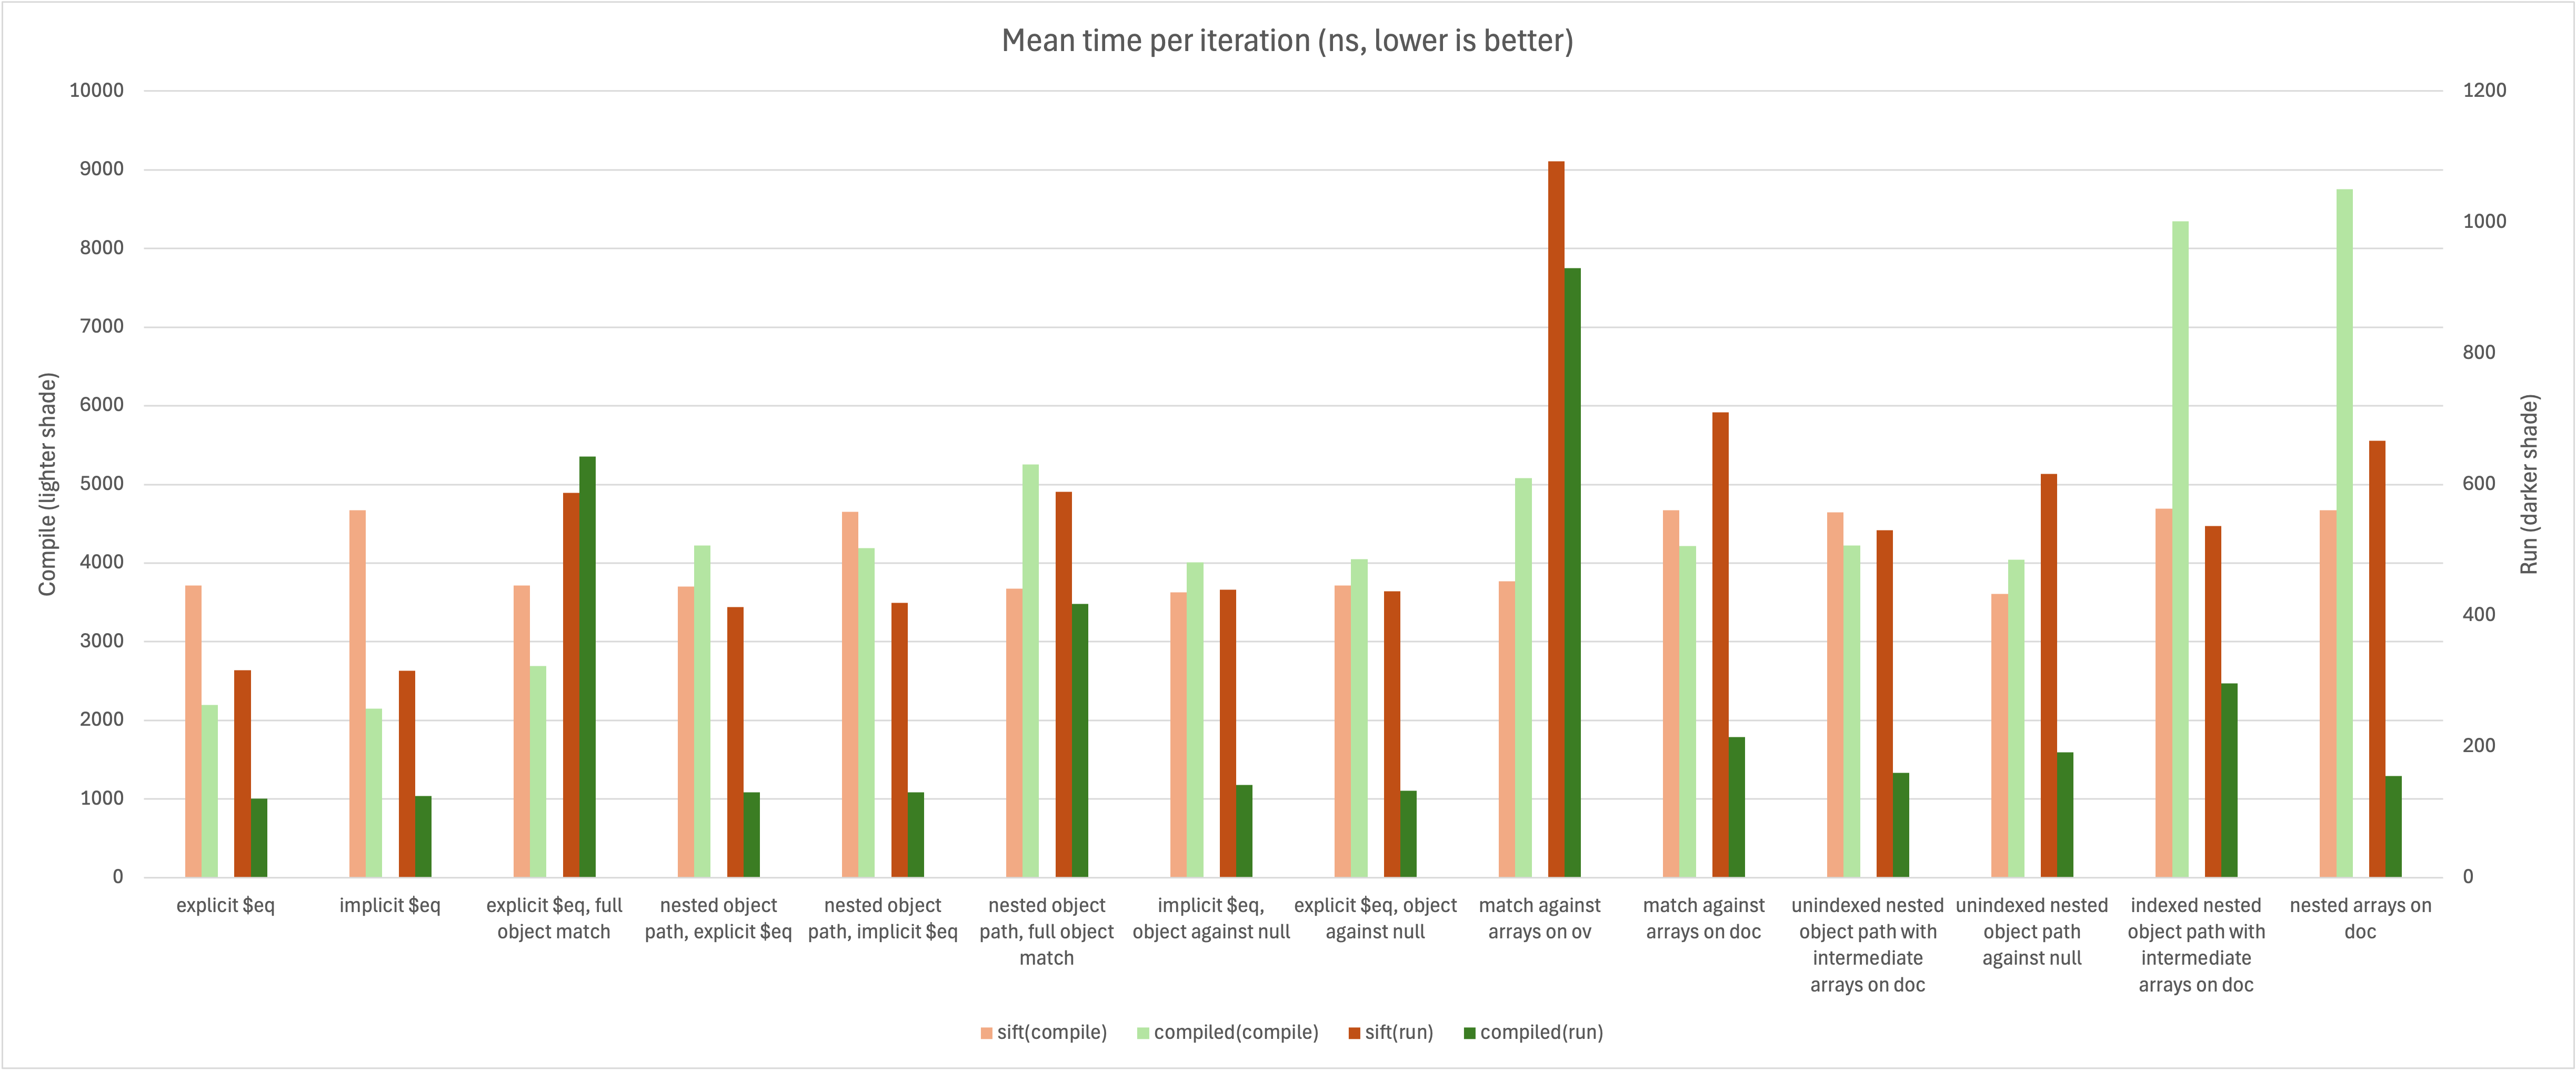 Mean time per iteration (ns, lower is better)
10000
9000
8000
7000
6000
5000
4000
3000
2000
1000
0
Compile (lighter shade)
1200
1000
800
600
400
200
0
Run (darker shade)
explicit $eq
implicit $eq
explicit $eq, full
object match
nested object
path, explicit $eq
nested object
path, implicit $eq
nested object
path, full object
match
implicit $eq,
object against null
explicit $eq, object
against null
match against
arrays on ov
match against
arrays on doc
unindexed nested
object path with
intermediate
arrays on doc
unindexed nested
object path
against null
indexed nested
object path with
intermediate
arrays on doc
nested arrays on
doc
sift(compile)
compiled(compile)
sift(run)
compiled(run)